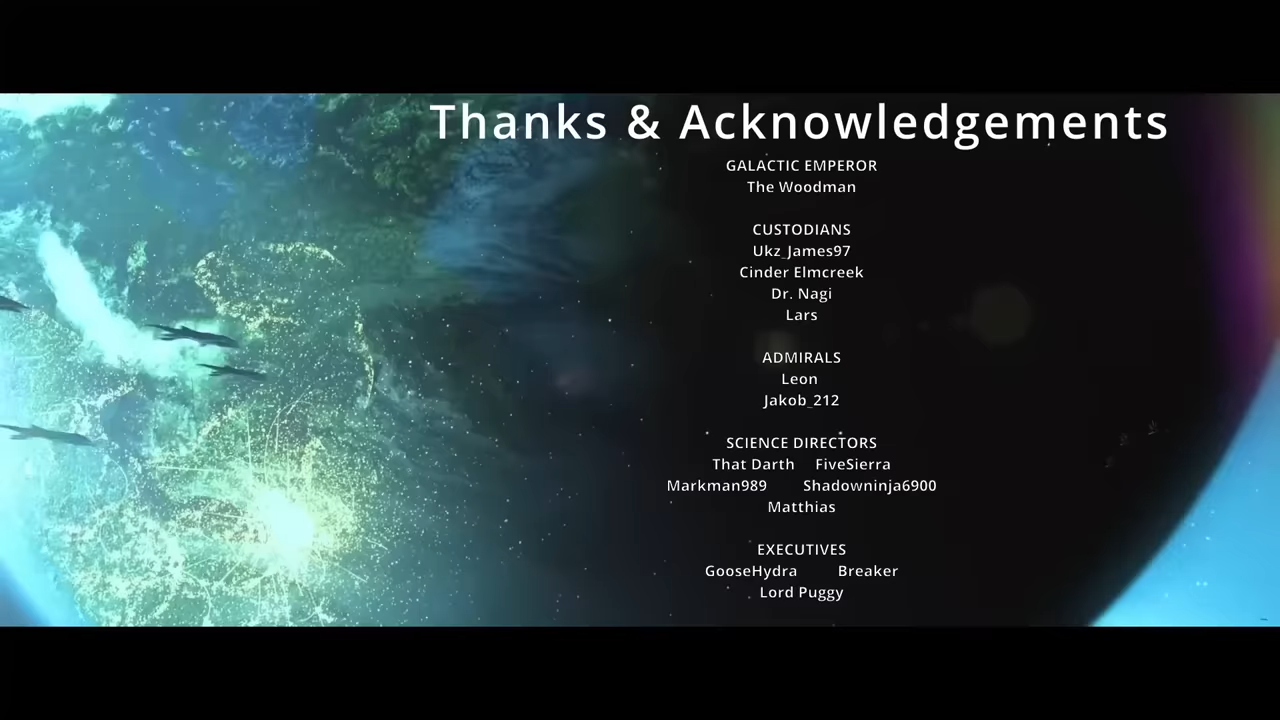 Thanks & Acknowledgements
GALACTIC EMPEROR
The Woodman
CUSTODIANS
Ukz_James97
Cinder Elmcreek
Dr. Nagi
Lars
ADMIRALS
Leon
Jakob_212
SCIENCE DIRECTORS
That Darth FiveSierra
Markman989 Shadowninja6900
Matthias
EXECUTIVES
GooseHydra Breaker
Lord Puggy